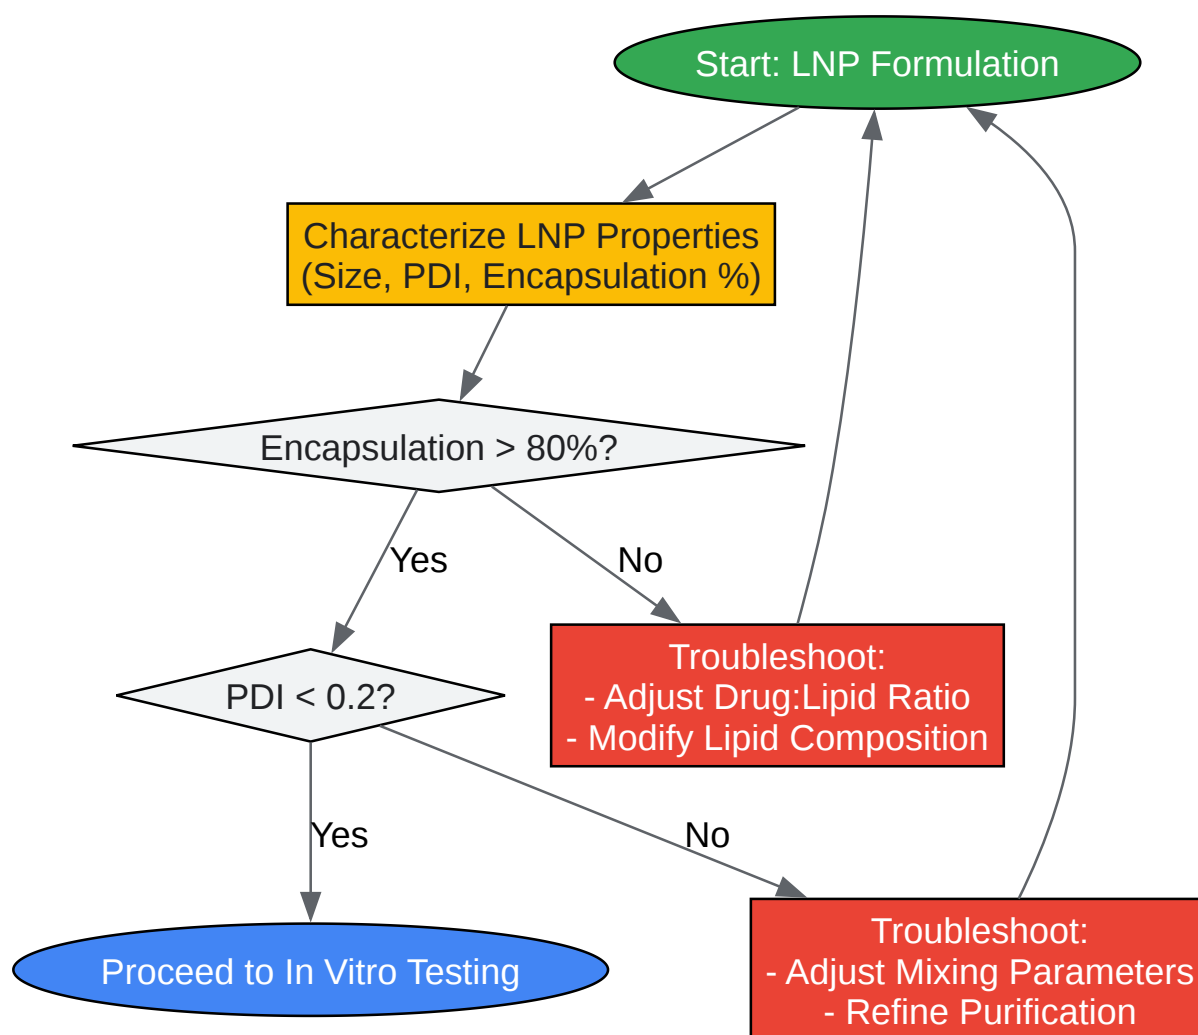 Start: LNP Formulation
Characterize LNP Properties
(Size, PDI, Encapsulation %)
Encapsulation > 80%?
Yes
No
Troubleshoot:
- Adjust Drug:Lipid Ratio
- Modify Lipid Composition
PDI < 0.2?
Yes
No
Proceed to In Vitro Testing
Troubleshoot:
- Adjust Mixing Parameters
- Refine Purification